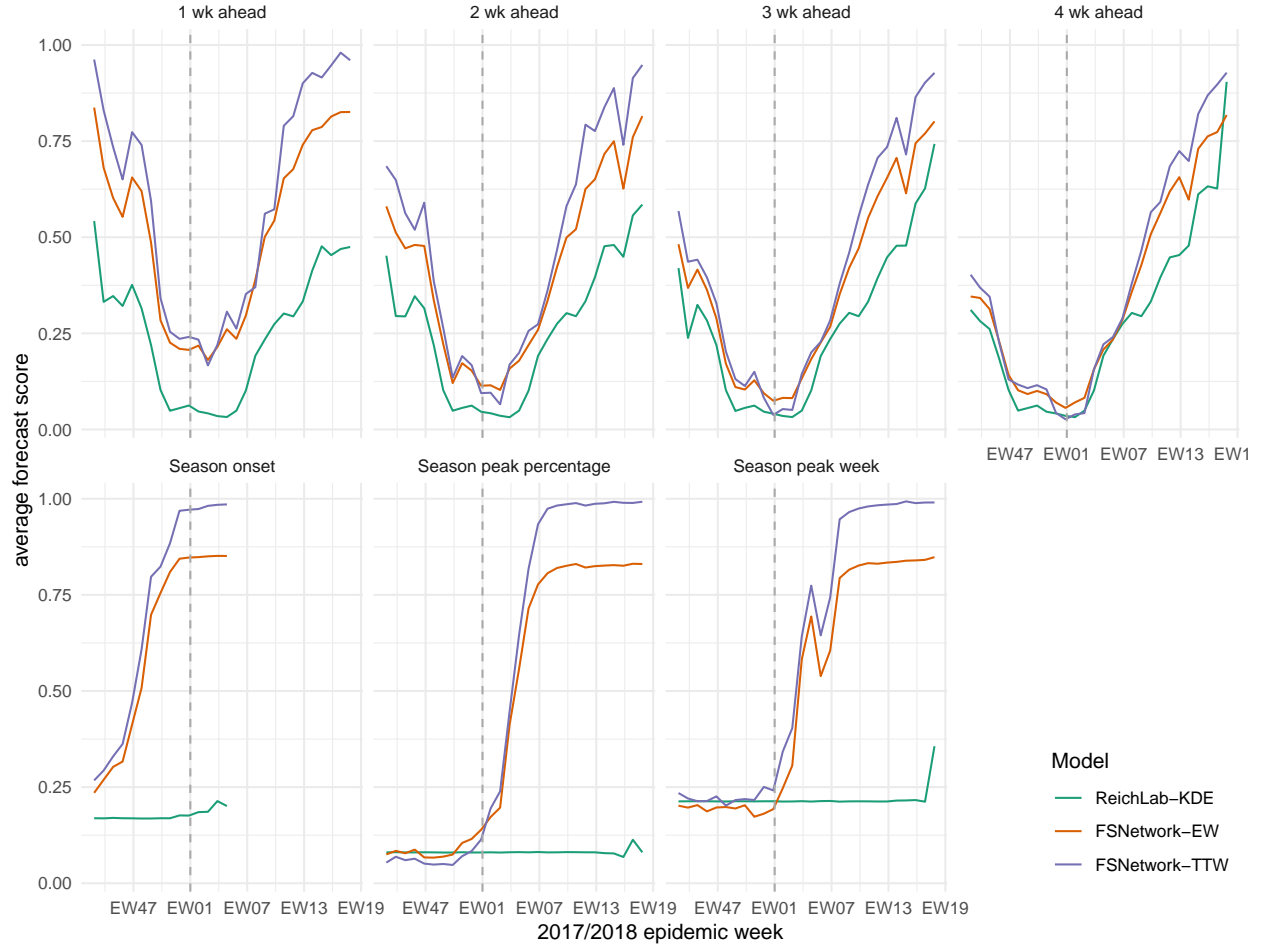 1 wk ahead
2 wk ahead
3 wk ahead
4 wk ahead
1.00
0.75
0.50
0.25
0.00
EW47 EW01 EW07 EW13 EW1
Season onset
Season peak percentage
Season peak week
1.00
0.75
0.50
0.25
0.00
average forecast score
EW47 EW01 EW07 EW13 EW19
EW47 EW01 EW07 EW13 EW19
EW47 EW01 EW07 EW13 EW19
2017/2018 epidemic week
Model
ReichLab−KDE
FSNetwork−EW
FSNetwork−TTW